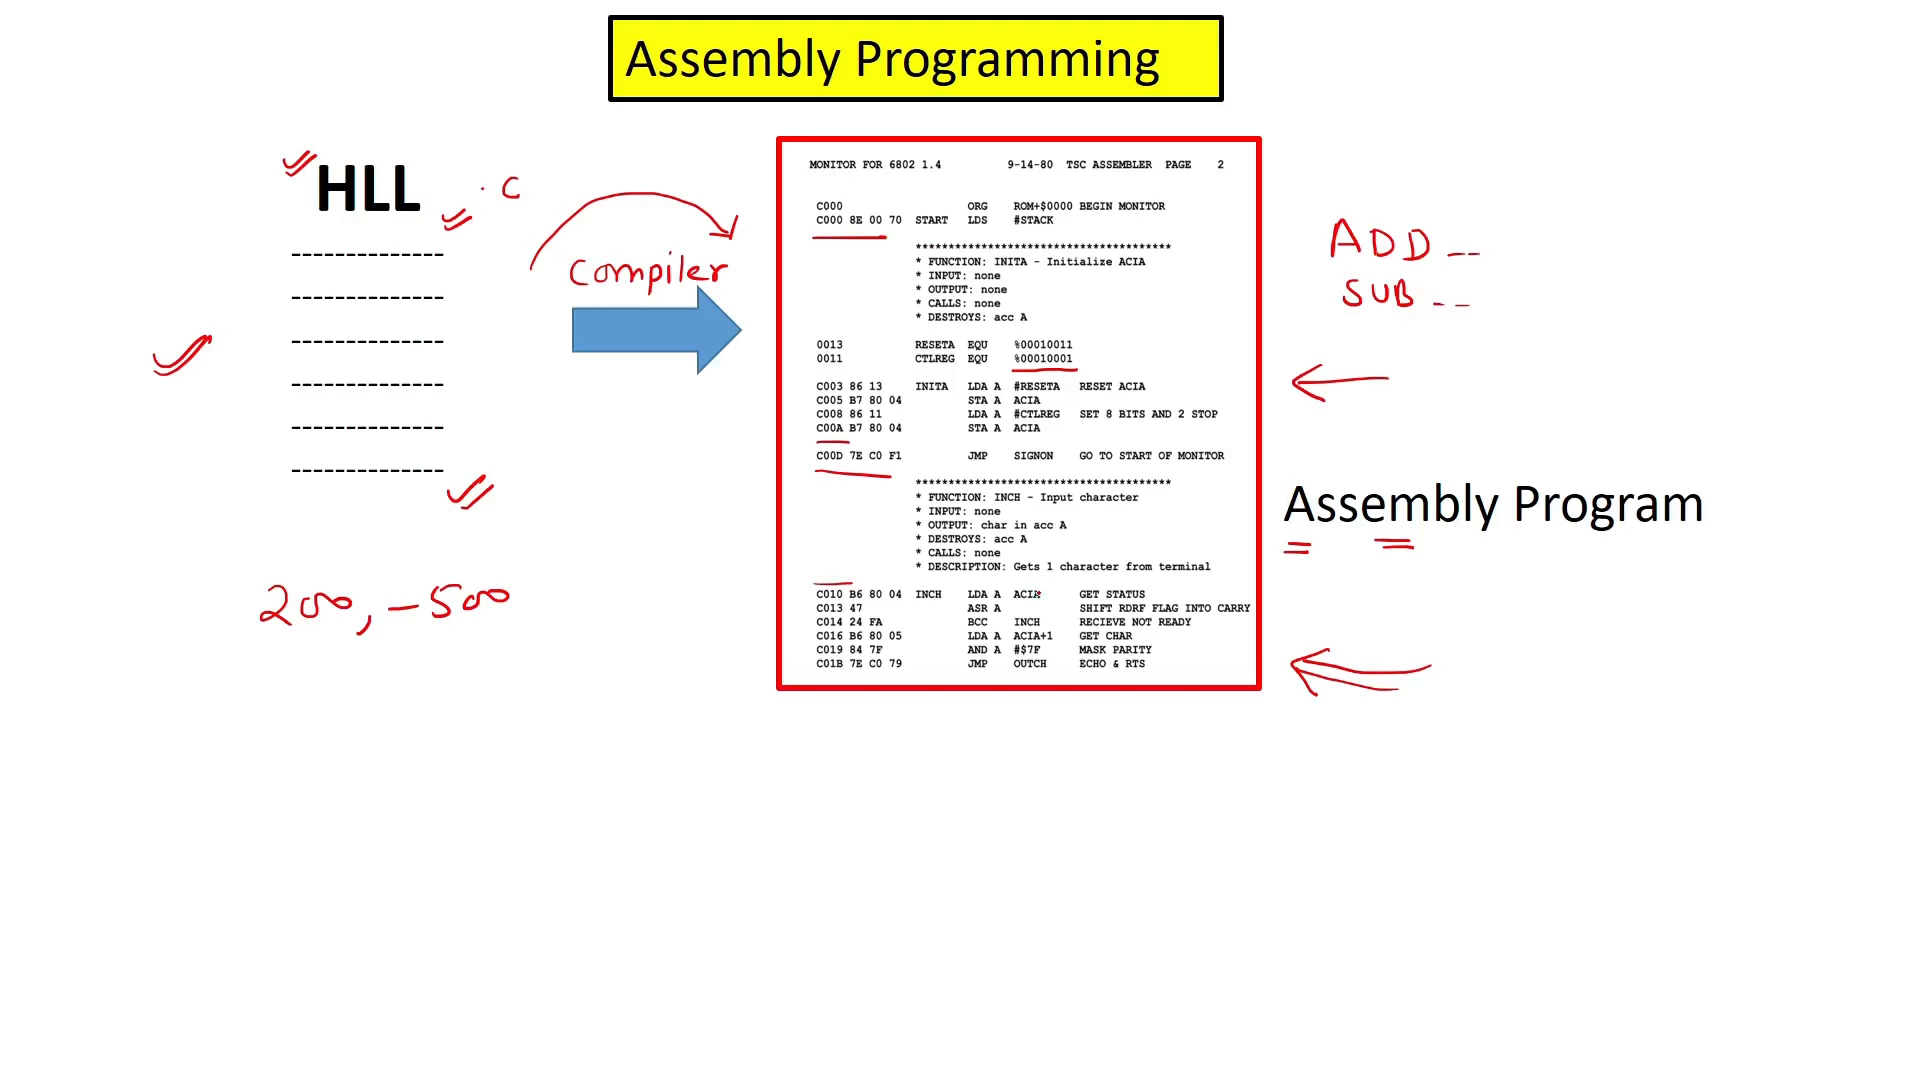 Assembly Programming
HLL
. C
--------------
--------------
--------------
--------------
--------------
--------------
200, -500
Compiler
MONITOR FOR 6802 1.4 9-14-80 TSC ASSEMBLER PAGE 2
C000 ORG ROM+$0000 BEGIN MONITOR
C000 8E 00 70 START LDS #STACK
***************************************
* FUNCTION: INITA - Initialize ACIA
* INPUT: none
* OUTPUT: none
* CALLS: none
* DESTROYS: acc A
0013 RESETA EQU %00010011
0011 CTLREG EQU %00010001
C003 86 13 INITA LDA A #RESETA RESET ACIA
C005 B7 80 04 STA A ACIA
C008 86 11 LDA A #CTLREG SET 8 BITS AND 2 STOP
C00A B7 80 04 STA A ACIA
C00D 7E C0 F1 JMP SIGNON GO TO START OF MONITOR
***************************************
* FUNCTION: INCH - Input character
* INPUT: none
* OUTPUT: char in acc A
* DESTROYS: acc A
* CALLS: none
* DESCRIPTION: Gets 1 character from terminal
C010 B6 80 04 INCH LDA A ACIA GET STATUS
C013 47 ASR A SHIFT RDRF FLAG INTO CARRY
C014 24 FA BCC INCH RECIEVE NOT READY
C016 B6 80 05 LDA A ACIA+1 GET CHAR
C019 84 7F AND A #$7F MASK PARITY
C01B 7E C0 79 JMP OUTCH ECHO & RTS
ADD --
SUB --
Assembly Program